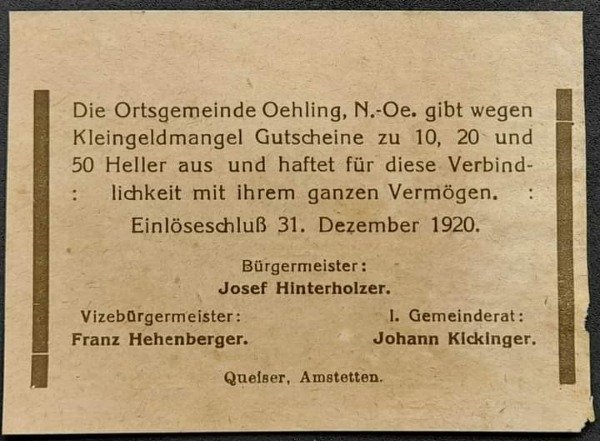 Die Ortsgemeinde Oehling, N.-Oe. gibt wegen
Kleingeldmangel Gutscheine zu 10, 20 und
50 Heller aus und haftet für diese Verbind-
: lichkeit mit ihrem ganzen Vermögen. :
Einlöseschluß 31. Dezember 1920.
Bürgermeister:
Josef Hinterholzer.
Vizebürgermeister: I. Gemeinderat:
Franz Hehenberger. Johann Kickinger.
Queiser, Amstetten.